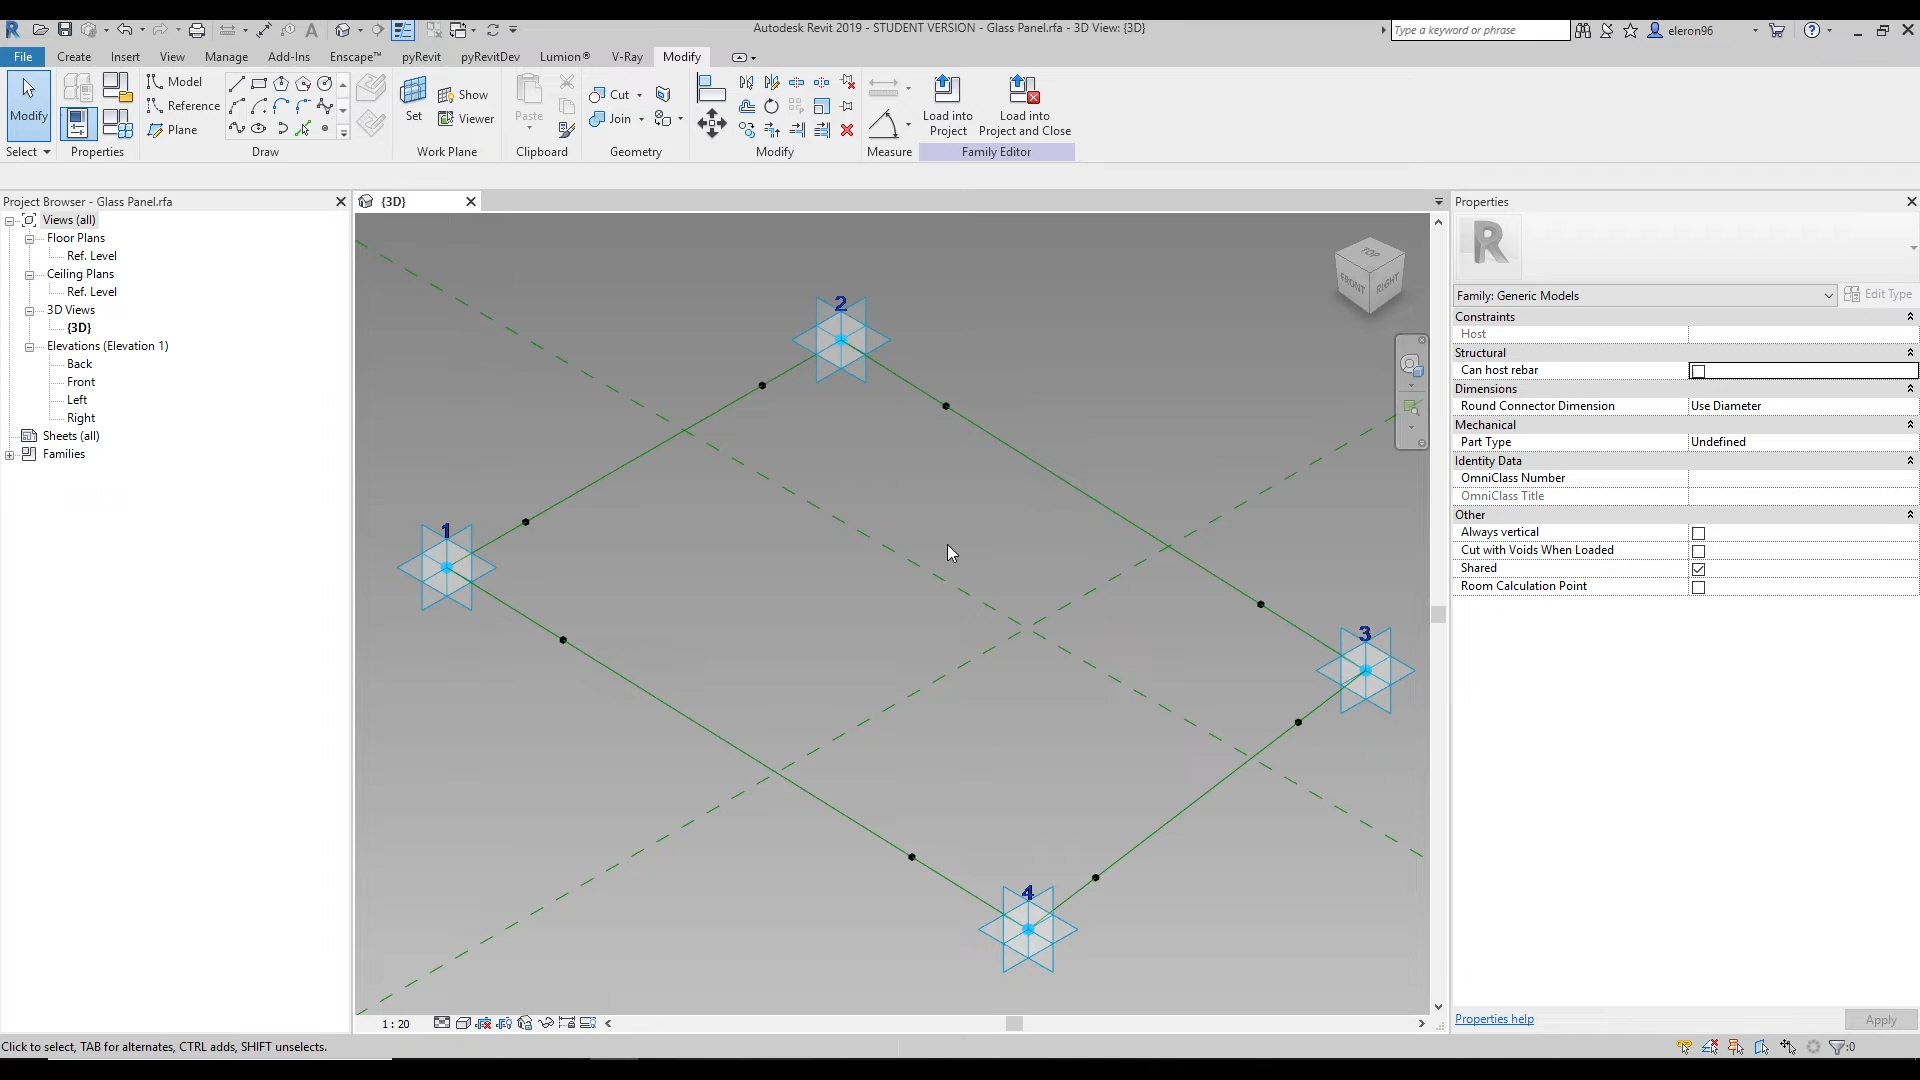 Autodesk Revit 2019 - STUDENT VERSION - Glass Panel.rfa - 3D View: {3D}
Type a keyword or phrase
eleron96
File Create Insert View Manage Add-Ins Enscape™ pyRevit pyRevitDev Lumion® V-Ray Modify
Modify
Model
Reference
Plane
Set
Show
Viewer
Paste
Cut
Join
Load into
Project
Load into
Project and Close
Select Properties Draw Work Plane Clipboard Geometry Modify Measure Family Editor
Project Browser - Glass Panel.rfa
Views (all)
Floor Plans
Ref. Level
Ceiling Plans
Ref. Level
3D Views
{3D}
Elevations (Elevation 1)
Back
Front
Left
Right
Sheets (all)
Families
{3D}
TOP
FRONT
RIGHT
2
1
3
4
1 : 20
Properties
R
Family: Generic Models
Edit Type
Constraints
Host
Structural
Can host rebar
Dimensions
Round Connector Dimension Use Diameter
Mechanical
Part Type Undefined
Identity Data
OmniClass Number
OmniClass Title
Other
Always vertical
Cut with Voids When Loaded
Shared
Room Calculation Point
Properties help
Apply
Click to select, TAB for alternates, CTRL adds, SHIFT unselects.
:0